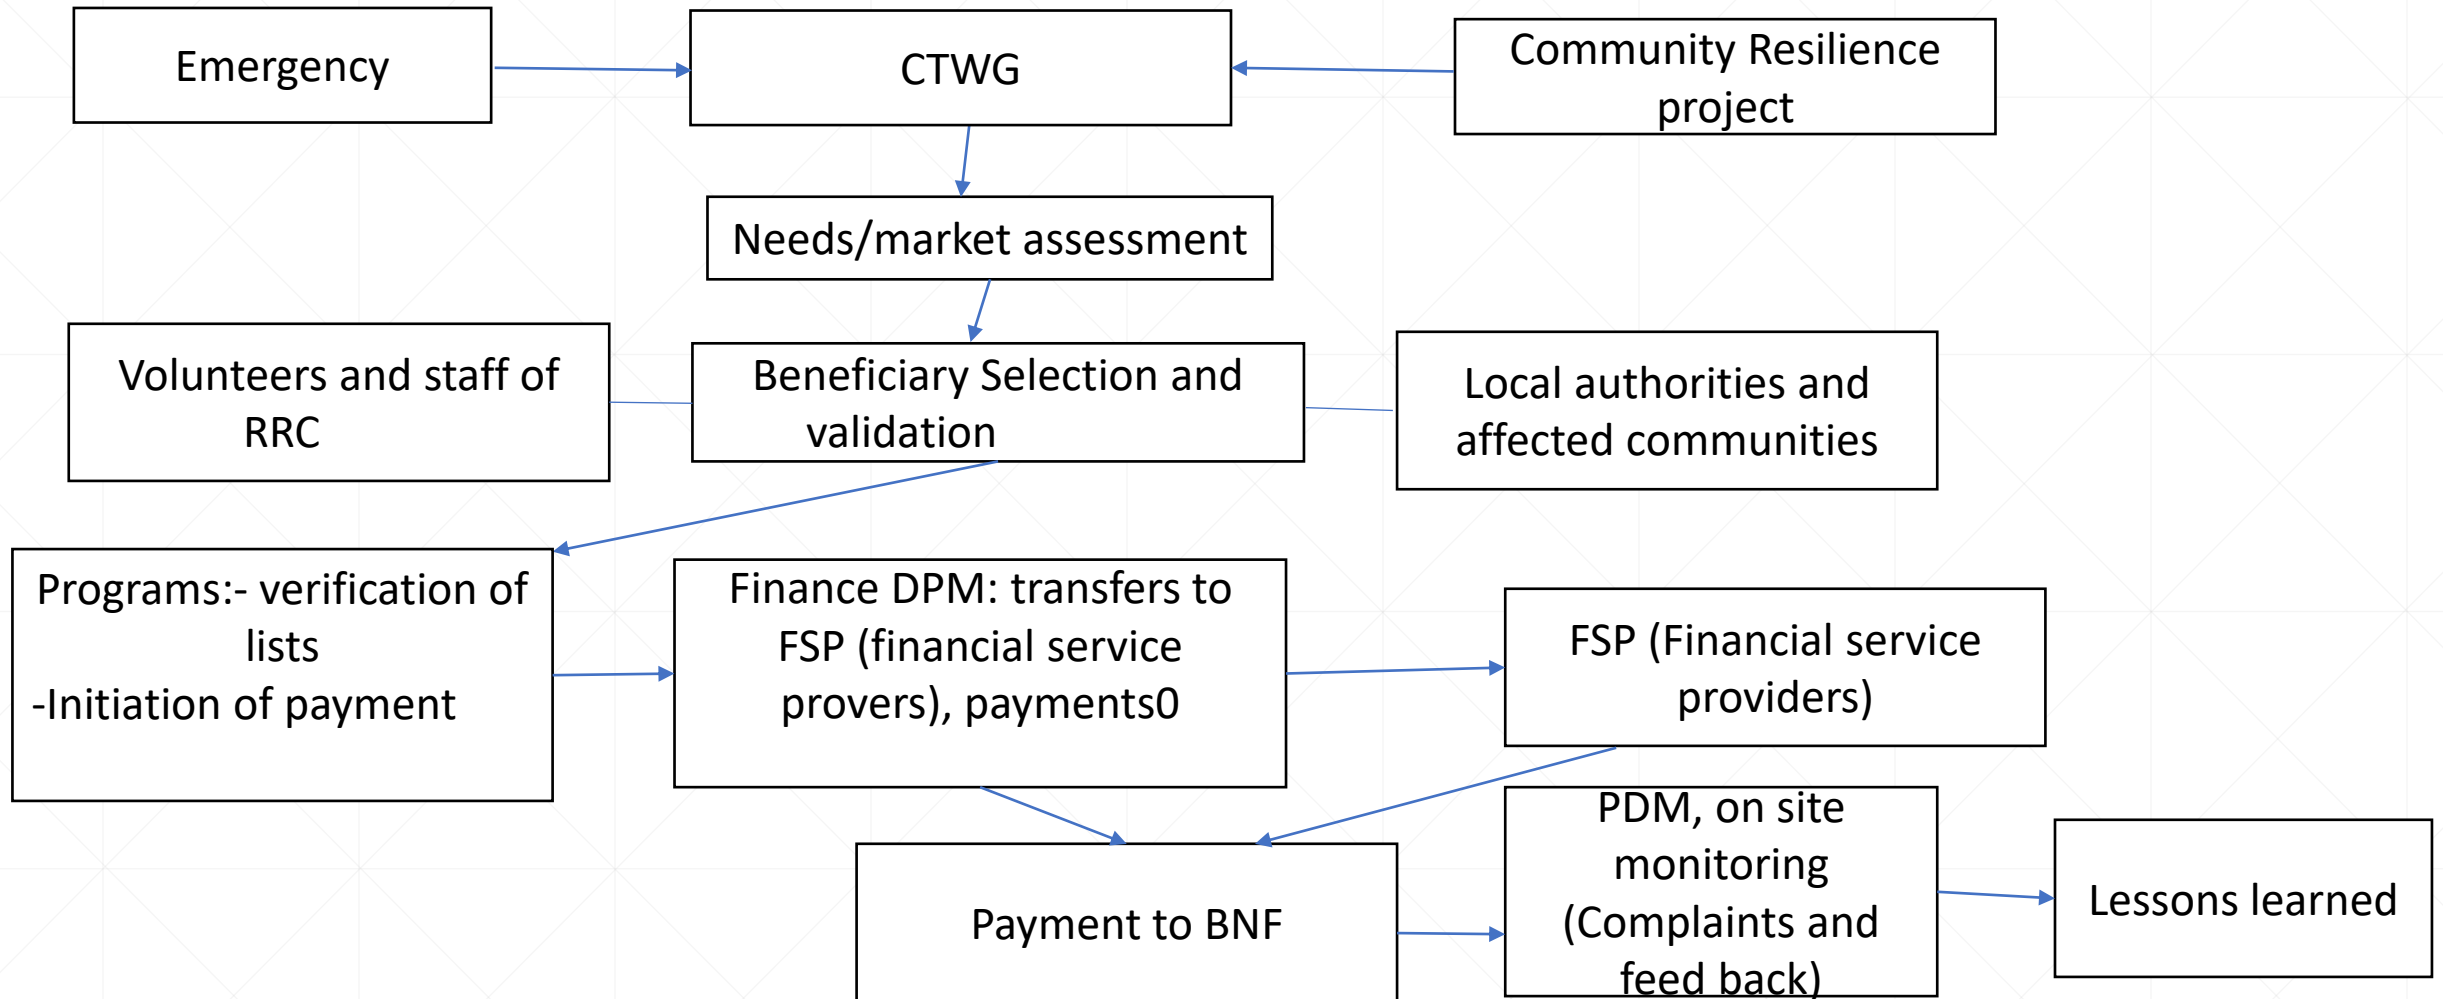 Emergency
CTWG
Community Resilience
project
Needs/market assessment
Volunteers and staff of
RRC
Beneficiary Selection and
validation
Local authorities and
affected communities
Programs:- verification of
lists
-Initiation of payment
Finance DPM: transfers to
FSP (financial service
provers), payments0
FSP (Financial service
providers)
Payment to BNF
PDM, on site
monitoring
(Complaints and
feed back)
Lessons learned